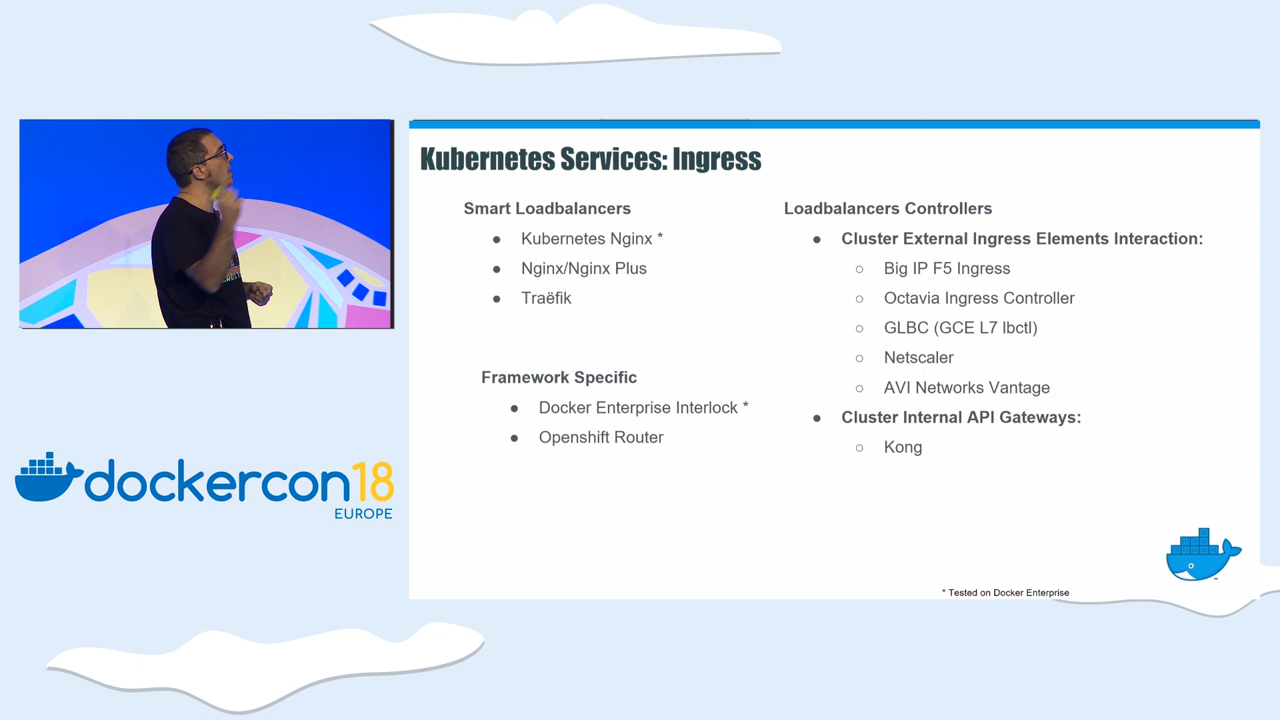 Kubernetes Services: Ingress
Smart Loadbalancers
● Kubernetes Nginx *
● Nginx/Nginx Plus
● Traëfik
Framework Specific
● Docker Enterprise Interlock *
● Openshift Router
Loadbalancers Controllers
● Cluster External Ingress Elements Interaction:
○ Big IP F5 Ingress
○ Octavia Ingress Controller
○ GLBC (GCE L7 lbctl)
○ Netscaler
○ AVI Networks Vantage
● Cluster Internal API Gateways:
○ Kong
* Tested on Docker Enterprise
dockercon18
EUROPE